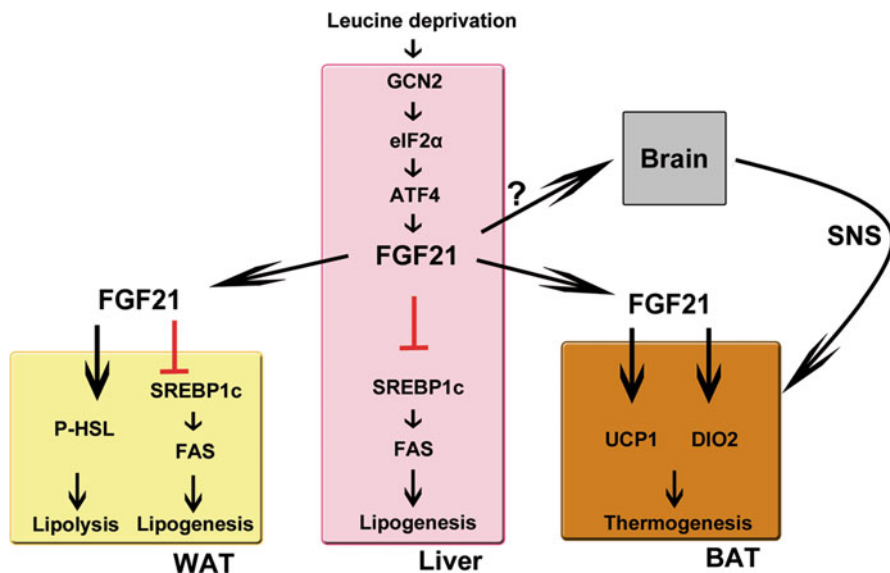 Leucine deprivation
GCN2
eIF2α
ATF4
FGF21
?
Brain
SNS
FGF21
SREBP1c
P-HSL
FAS
Lipolysis
Lipogenesis
WAT
SREBP1c
FAS
Lipogenesis
Liver
FGF21
UCP1 DIO2
Thermogenesis
BAT